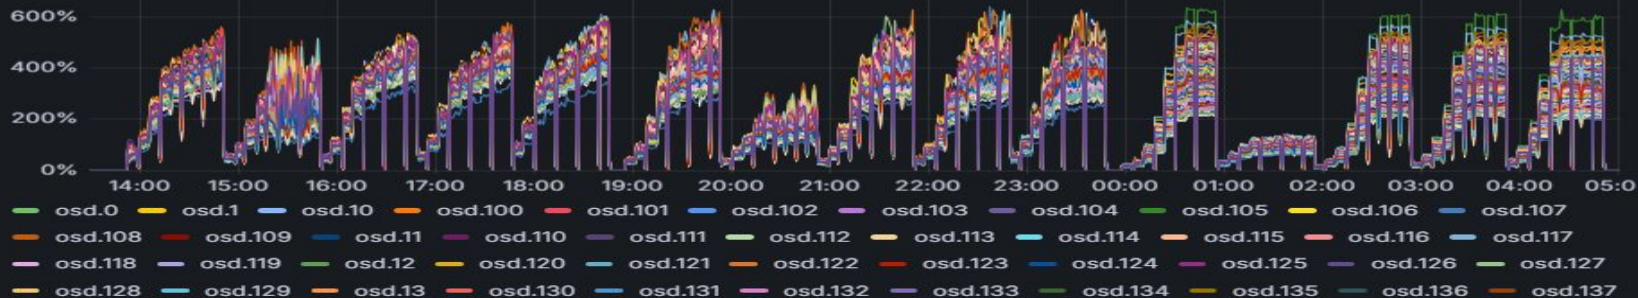 600%
400%
200%
0%
14:00 15:00 16:00 17:00 18:00 19:00 20:00 21:00 22:00 23:00 00:00 01:00 02:00 03:00 04:00 05:0
osd.0 osd.1 osd.10 osd.100 osd.101 osd.102 osd.103 osd.104 osd.105 osd.106 osd.107
osd.108 osd.109 osd.11 osd.110 osd.111 osd.112 osd.113 osd.114 osd.115 osd.116 osd.117
osd.118 osd.119 osd.12 osd.120 osd.121 osd.122 osd.123 osd.124 osd.125 osd.126 osd.127
osd.128 osd.129 osd.13 osd.130 osd.131 osd.132 osd.133 osd.134 osd.135 osd.136 osd.137